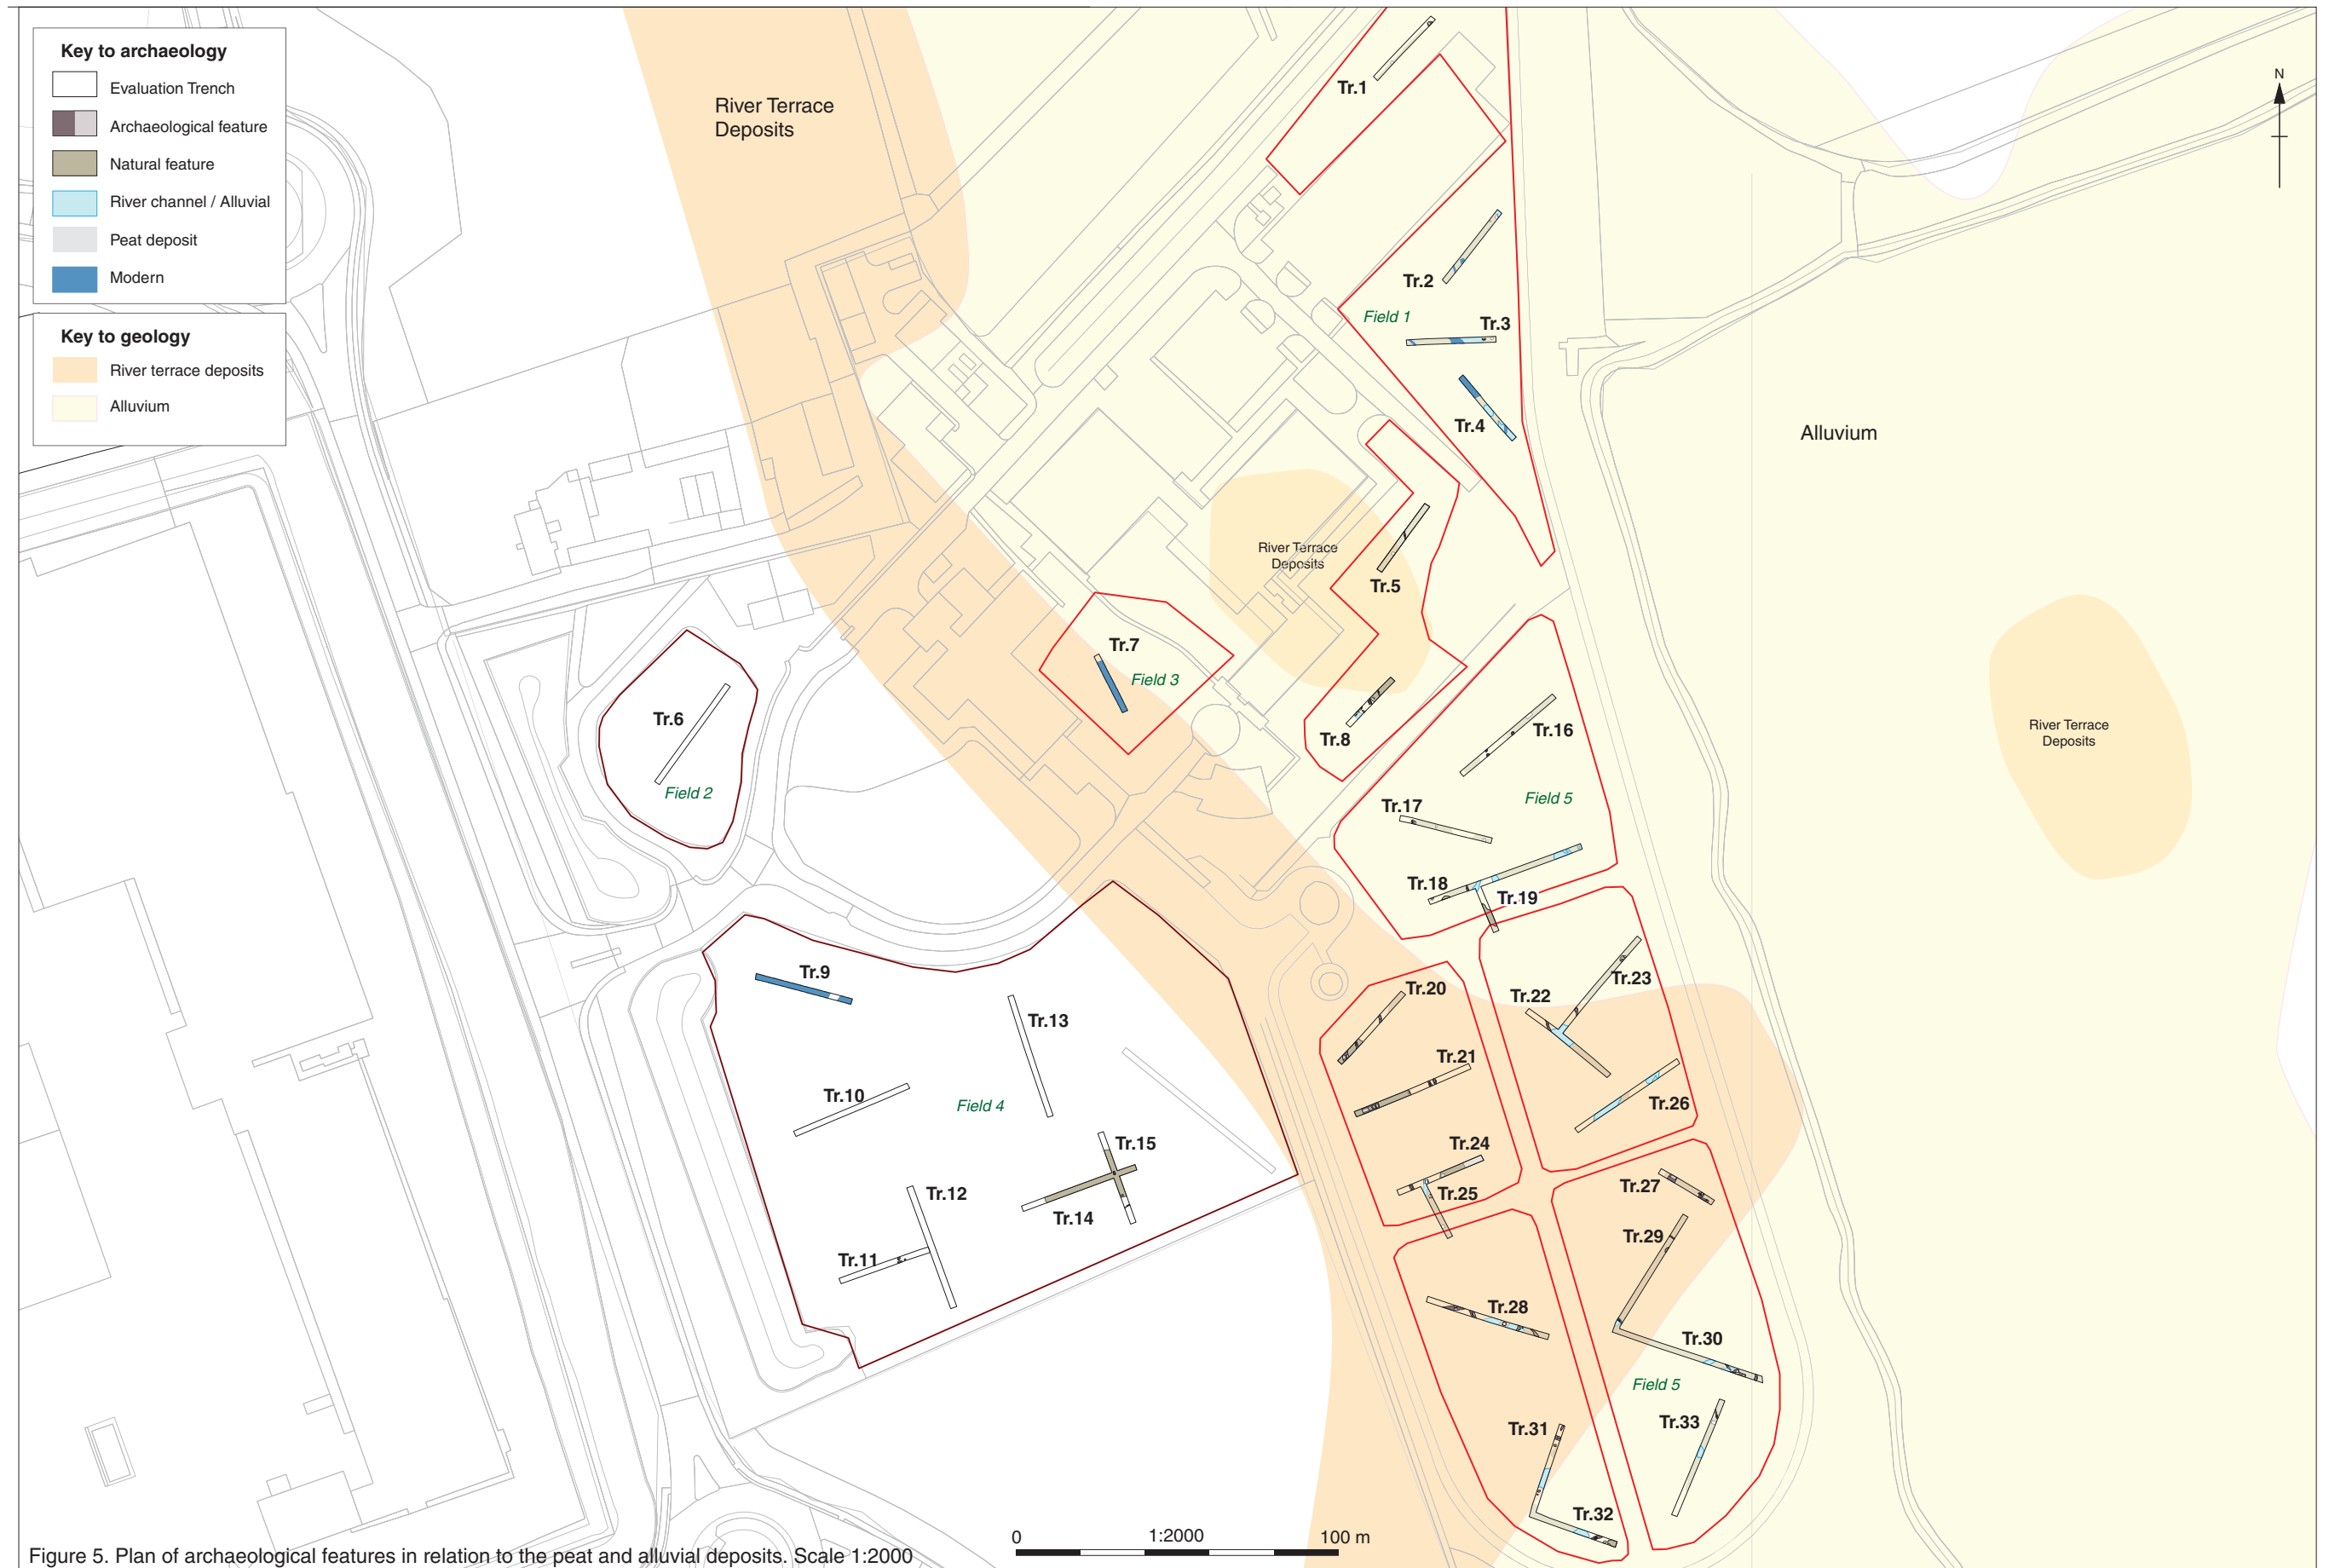 Key to archaeology
Evaluation Trench
Archaeological feature
Natural feature
River channel / Alluvial
Peat deposit
Modern
Key to geology
River terrace deposits
Alluvium
River Terrace
Deposits
N
Tr.1
Tr.2
Field 1
Tr.3
Tr.4
Alluvium
River Terrace
Deposits
Tr.5
Tr.7
Field 3
Tr.6
Field 2
Tr.8
Tr.16
River Terrace
Deposits
Field 5
Tr.17
Tr.18
Tr.19
Tr.9
Tr.13
Tr.20
Tr.22
Tr.23
Tr.10
Field 4
Tr.21
Tr.26
Tr.15
Tr.24
Tr.12
Tr.14
Tr.25
Tr.27
Tr.11
Tr.29
Tr.28
Tr.30
Field 5
Tr.31
Tr.33
Tr.32
0 1:2000 100 m
Figure 5. Plan of archaeological features in relation to the peat and alluvial deposits. Scale 1:2000